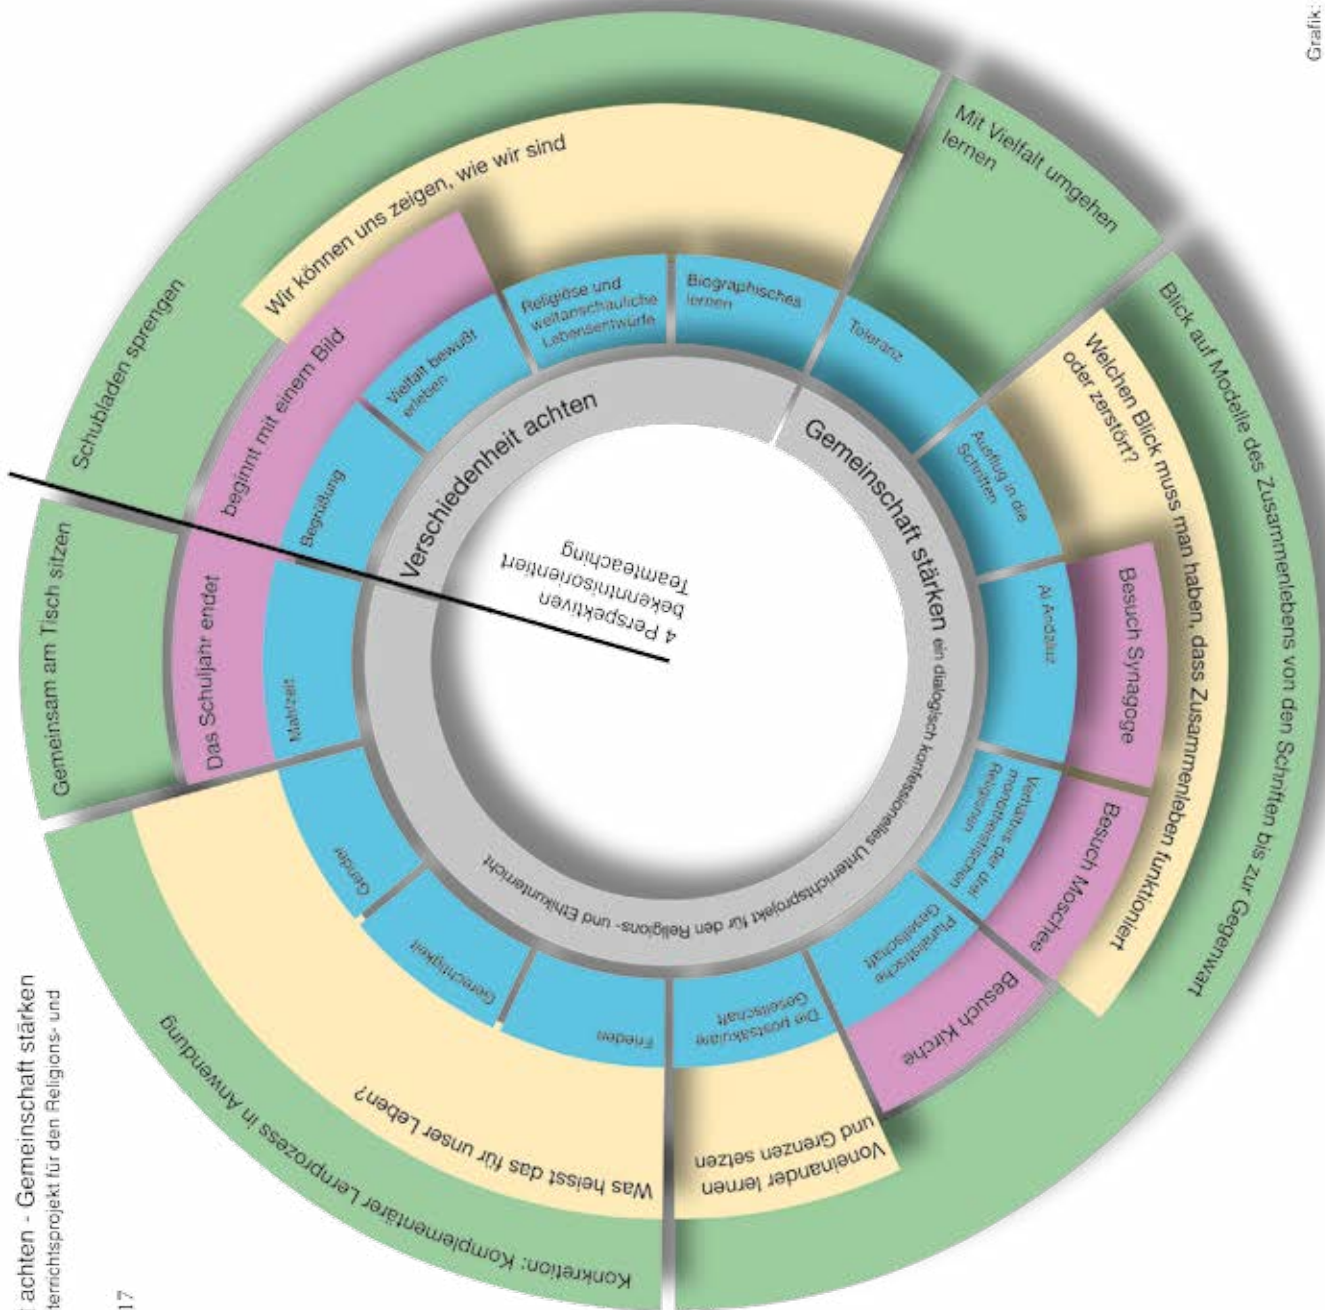 t achten - Gemeinschaft stärken
terrichtsprojekt für den Religions- und
17
Grafik:
Schubladen sprengen
Mit Vielfalt umgehen
lernen
Blick auf Modelle des Zusammenlebens von den Schriften bis zur Gegenwart
Konkretion: Komplementärer Lernprozess in Anwendung
Gemeinsam am Tisch sitzen
Wir können uns zeigen, wie wir sind
Welchen Blick muss man haben, dass Zusammenleben funktioniert
oder zerstört?
Voneinander lernen
und Grenzen setzen
Was heisst das für unser Leben?
beginnt mit einem Bild
Besuch Synagoge
Besuch Moschee
Besuch Kirche
Das Schuljahr endet
Begrüßung
Vielfalt bewußt
erleben
Religiöse und
weltanschauliche
Lebensentwürfe
Biographisches
lernen
Toleranz
Ausflug in die
Schriften
Al Andaluz
Verhältnis der drei
monotheistischen
Religionen
Pluralistische
Gesellschaft
Die postsäkulare
Gesellschaft
Frieden
Gerechtigkeit
Gender
Mahlzeit
Verschiedenheit achten
Gemeinschaft stärken ein dialogisch konfessionelles Unterrichtsprojekt für den Religions- und Ethikunterricht
4 Perspektiven
bekenntnisorientiert
Teamteaching